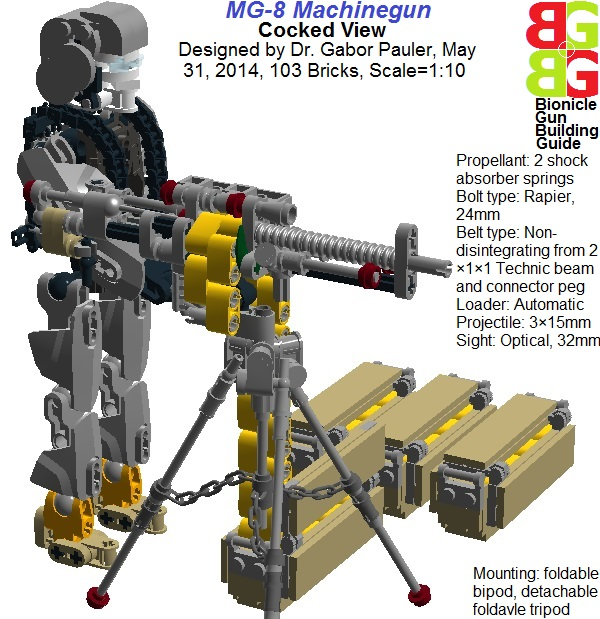 MG-8 Machinegun
Cocked View
Designed by Dr. Gabor Pauler, May
31, 2014, 103 Bricks, Scale=1:10
BG
BG
Bionicle
Gun
Building
Guide
Propellant: 2 shock
absorber springs
Bolt type: Rapier,
24mm
Belt type: Non-
disintegrating from 2
×1×1 Technic beam
and connector peg
Loader: Automatic
Projectile: 3×15mm
Sight: Optical, 32mm
Mounting: foldable
bipod, detachable
foldavle tripod